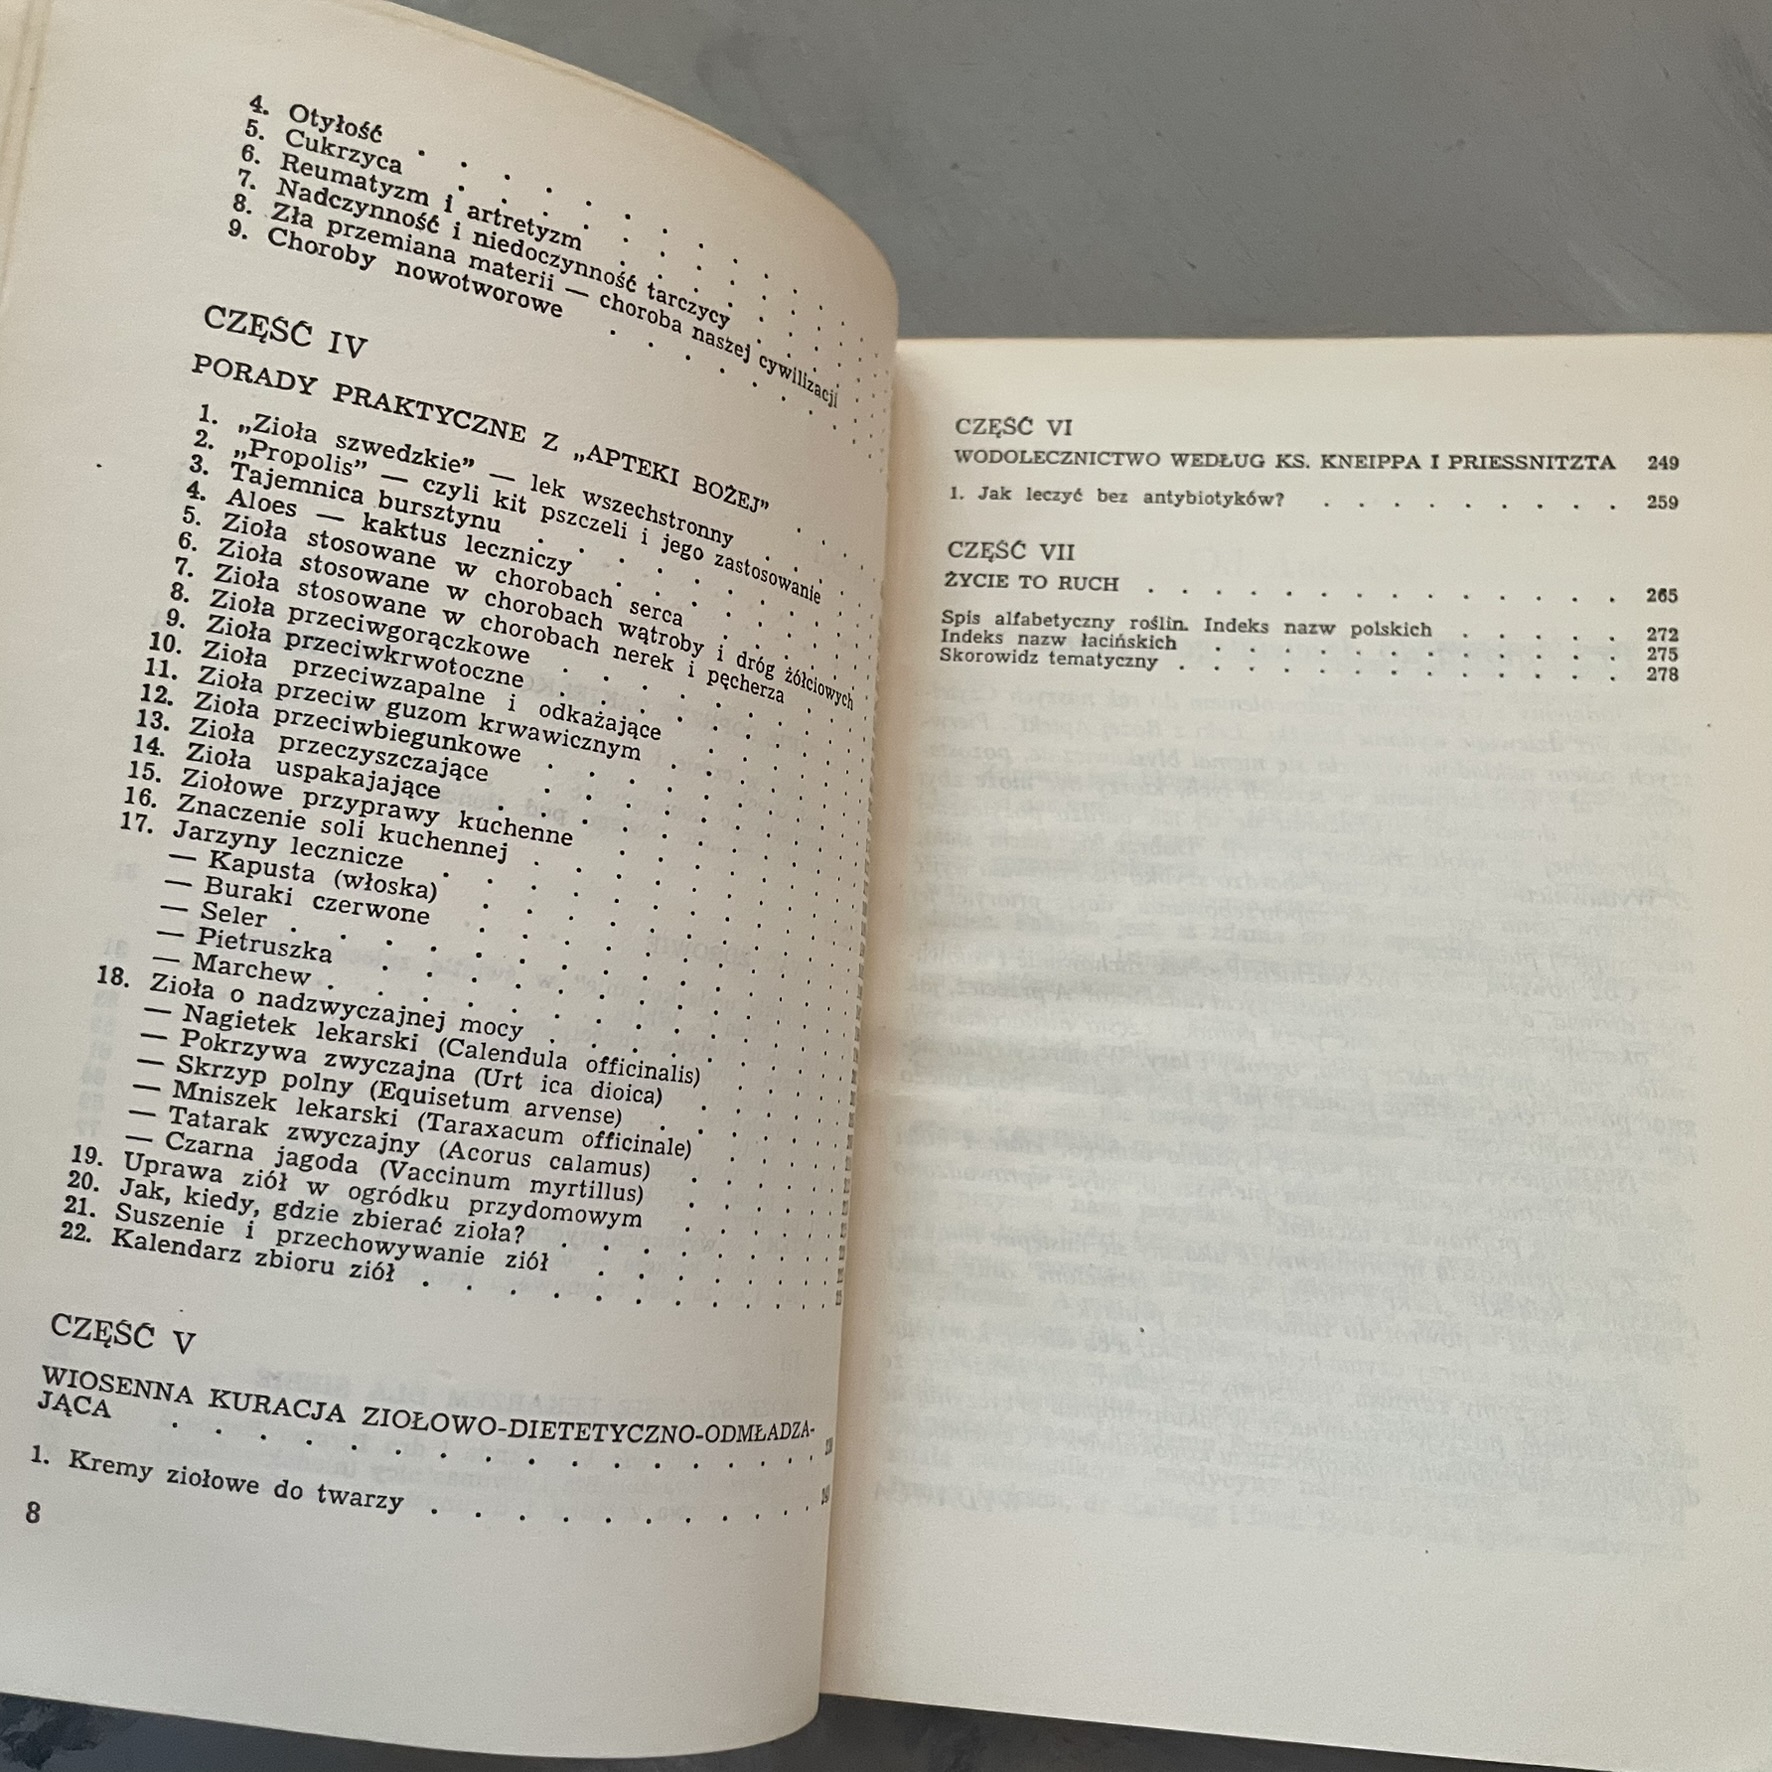 4. Otyłość . . . . . . .
5. Cukrzyca . . . . . . .
6. Reumatyzm i artretyzm . . . . . .
7. Nadczynność i niedoczynność tarczycy . . . .
8. Zła przemiana materii — choroba naszej cywilizacji
9. Choroby nowotworowe . . . . . .
CZĘŚĆ IV
PORADY PRAKTYCZNE Z „APTEKI BOŻEJ”
1. „Zioła szwedzkie” — lek wszechstronny . . .
2. „Propolis” — czyli kit pszczeli i jego zastosowanie
3. Tajemnica bursztynu . . . . . . .
4. Aloes — kaktus leczniczy . . . . . .
5. Zioła stosowane w chorobach serca . . . .
6. Zioła stosowane w chorobach wątroby i dróg żółciowych
7. Zioła stosowane w chorobach nerek i pęcherza . .
8. Zioła przeciwgorączkowe . . . . . .
9. Zioła przeciwkrwotoczne . . . . . .
10. Zioła przeciwzapalne i odkażające . . . .
11. Zioła przeciw guzom krwawicznym . . . .
12. Zioła przeciwbiegunkowe . . . . . .
13. Zioła przeczyszczające . . . . . . .
14. Zioła uspakajające . . . . . . .
15. Ziołowe przyprawy kuchenne . . . . . .
16. Znaczenie soli kuchennej . . . . . . .
17. Jarzyny lecznicze . . . . . . . .
— Kapusta (włoska) . . . . . . . .
— Buraki czerwone . . . . . . . .
— Seler . . . . . . . . . .
— Pietruszka . . . . . . . . .
— Marchew . . . . . . . . . .
18. Zioła o nadzwyczajnej mocy . . . . . .
— Nagietek lekarski (Calendula officinalis) . . .
— Pokrzywa zwyczajna (Urt ica dioica) . . . .
— Skrzyp polny (Equisetum arvense) . . . .
— Mniszek lekarski (Taraxacum officinale) . . .
— Tatarak zwyczajny (Acorus calamus) . . . .
— Czarna jagoda (Vaccinum myrtillus) . . . .
19. Uprawa ziół w ogródku przydomowym . . . .
20. Jak, kiedy, gdzie zbierać zioła? . . . . . .
21. Suszenie i przechowywanie ziół . . . . . .
22. Kalendarz zbioru ziół . . . . . . . . .
CZĘŚĆ V
WIOSENNA KURACJA ZIOŁOWO-DIETETYCZNO-ODMŁADZA-
JĄCA . . . . . . . . . . . . . .
1. Kremy ziołowe do twarzy . . . . . . . . .
8
CZĘŚĆ VI
WODOLECZNICTWO WEDŁUG KS. KNEIPPA I PRIESSNITZTA 249
1. Jak leczyć bez antybiotyków? . . . . . . . . . 259
CZĘŚĆ VII
ŻYCIE TO RUCH . . . . . . . . . . . . . . 265
Spis alfabetyczny roślin. Indeks nazw polskich . . . . . 272
Indeks nazw łacińskich . . . . . . . . . . . . 275
Skorowidz tematyczny . . . . . . . . . . . . . 278